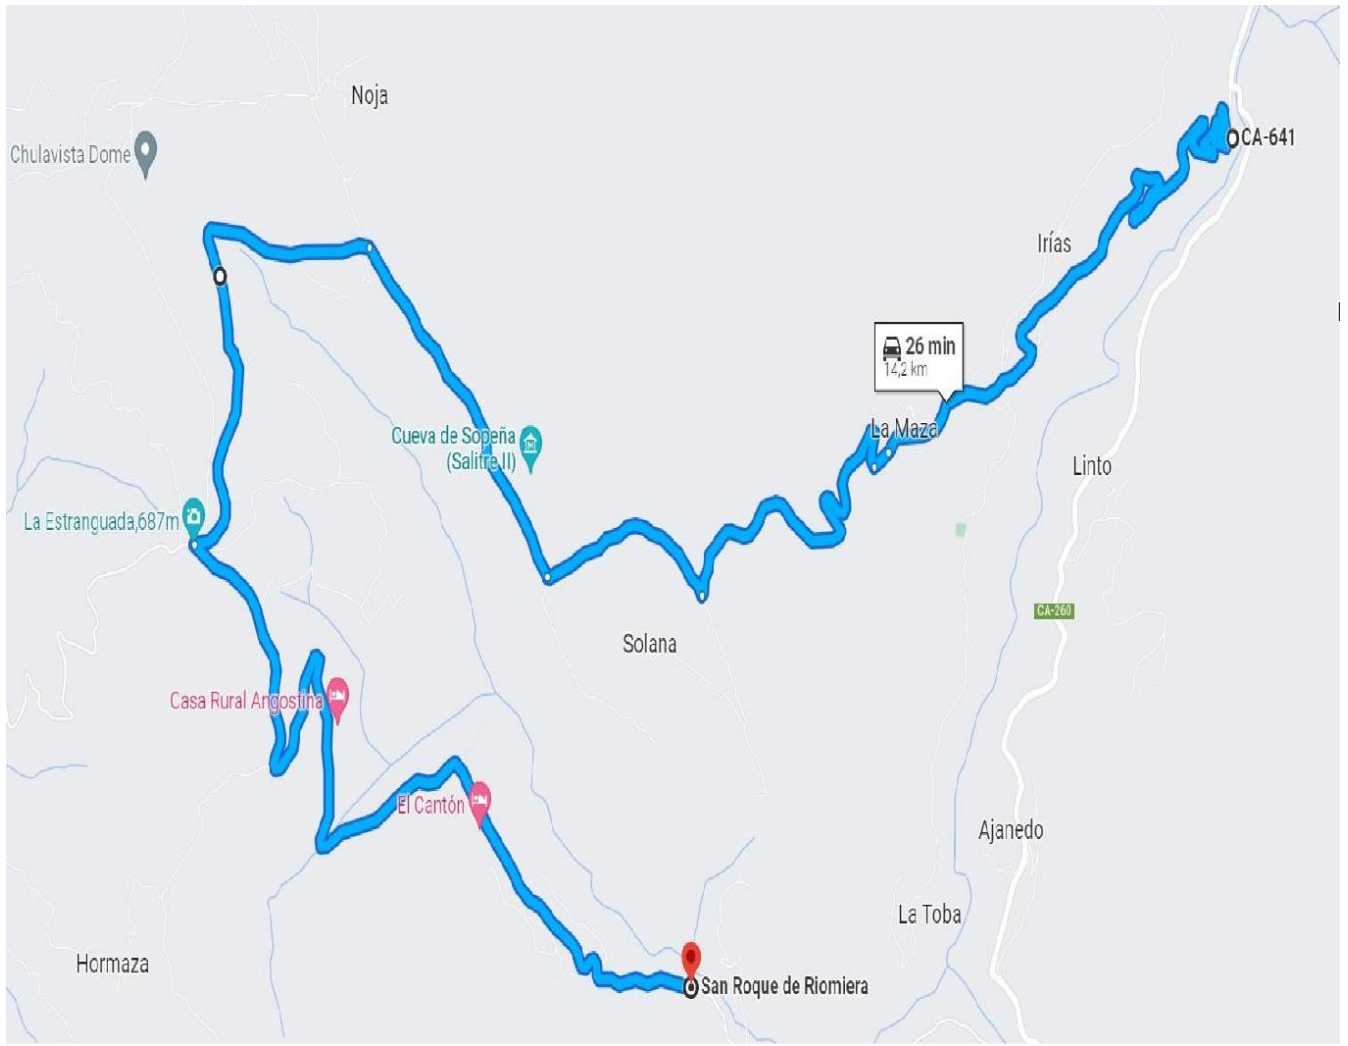 Noja
CA-641
Chulavista Dome
Irías
26 min
14,2 km
La Maza
Cueva de Sopeña
(Salitre II)
Linto
La Estranguada,687m
CA-260
Solana
Casa Rural Angostina
El Cantón
Ajanedo
La Toba
Hormaza
San Roque de Riomiera